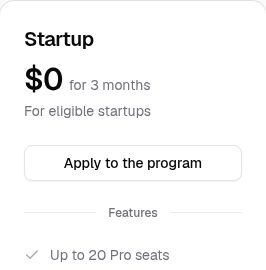 Startup
$0 for 3 months
For eligible startups
Apply to the program
Features
Up to 20 Pro seats